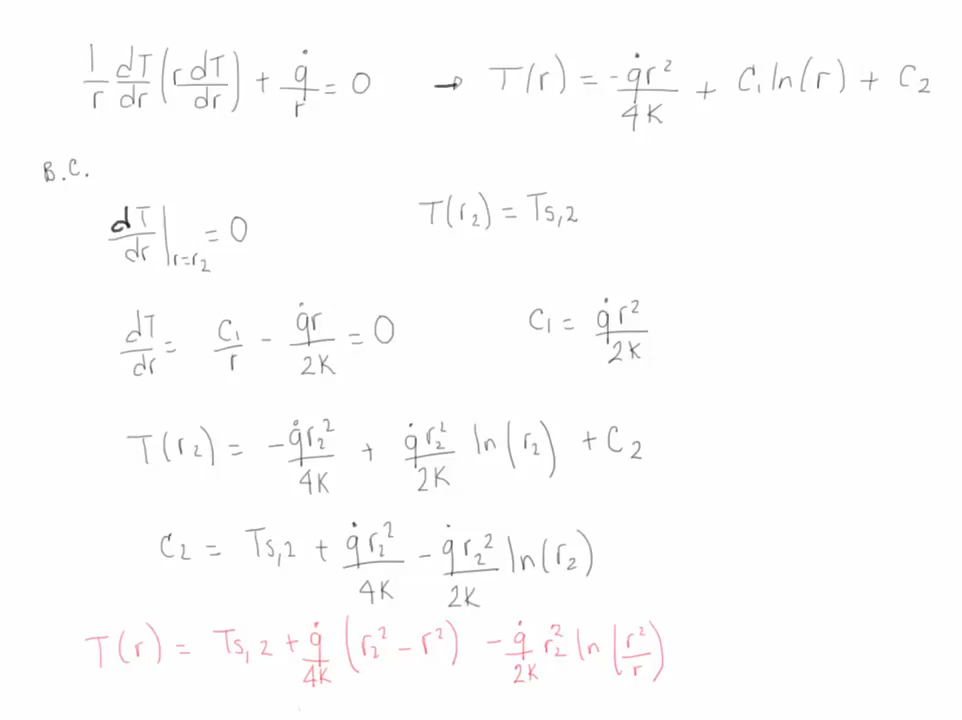 1/r dT/dr (r dT/dr) + q̇/r = 0 → T(r) = -q̇r²/4K + C₁ ln(r) + C₂
B.C.
dT/dr |r=r₂ = 0 T(r₂) = Ts,2
dT/dr = C₁/r - q̇r/2K = 0 C₁ = q̇r²/2K
T(r₂) = -q̇r₂²/4K + q̇r₂²/2K ln(r₂) + C₂
C₂ = Ts,2 + q̇r₂²/4K - q̇r₂²/2K ln(r₂)
T(r) = Ts,2 + q̇/4K (r₂² - r²) - q̇/2K r₂² ln(r²/r)